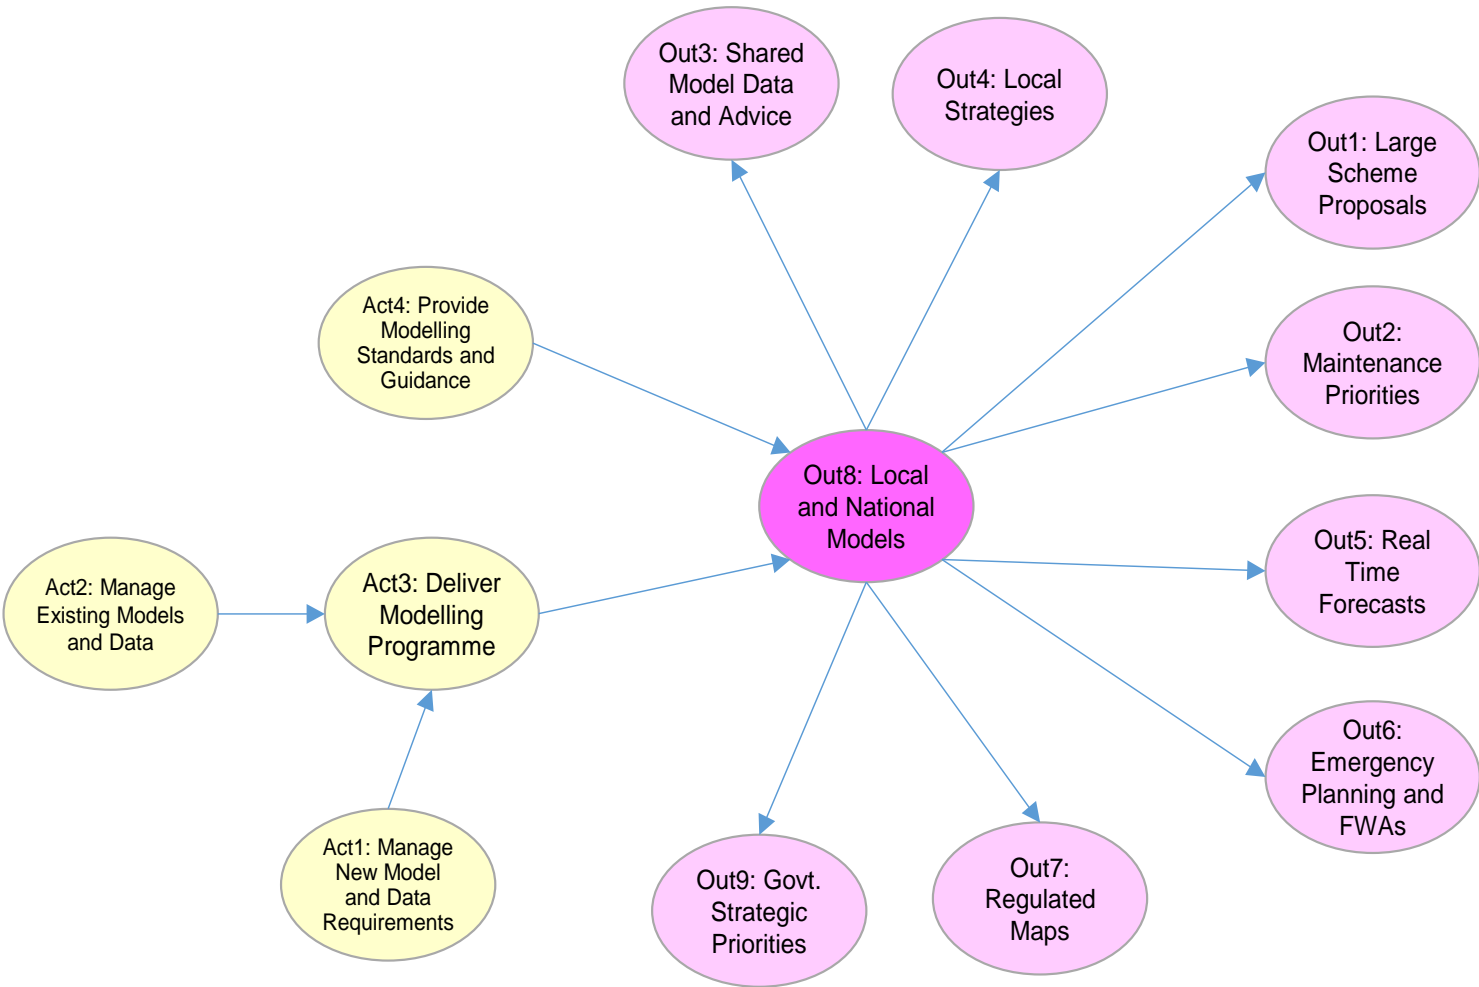 Out3: Shared
Model Data
and Advice
Out4: Local
Strategies
Out1: Large
Scheme
Proposals
Act4: Provide
Modelling
Standards and
Guidance
Out2:
Maintenance
Priorities
Out8: Local
and National
Models
Act2: Manage
Existing Models
and Data
Act3: Deliver
Modelling
Programme
Out5: Real
Time
Forecasts
Out6:
Emergency
Planning and
FWAs
Act1: Manage
New Model
and Data
Requirements
Out9: Govt.
Strategic
Priorities
Out7:
Regulated
Maps